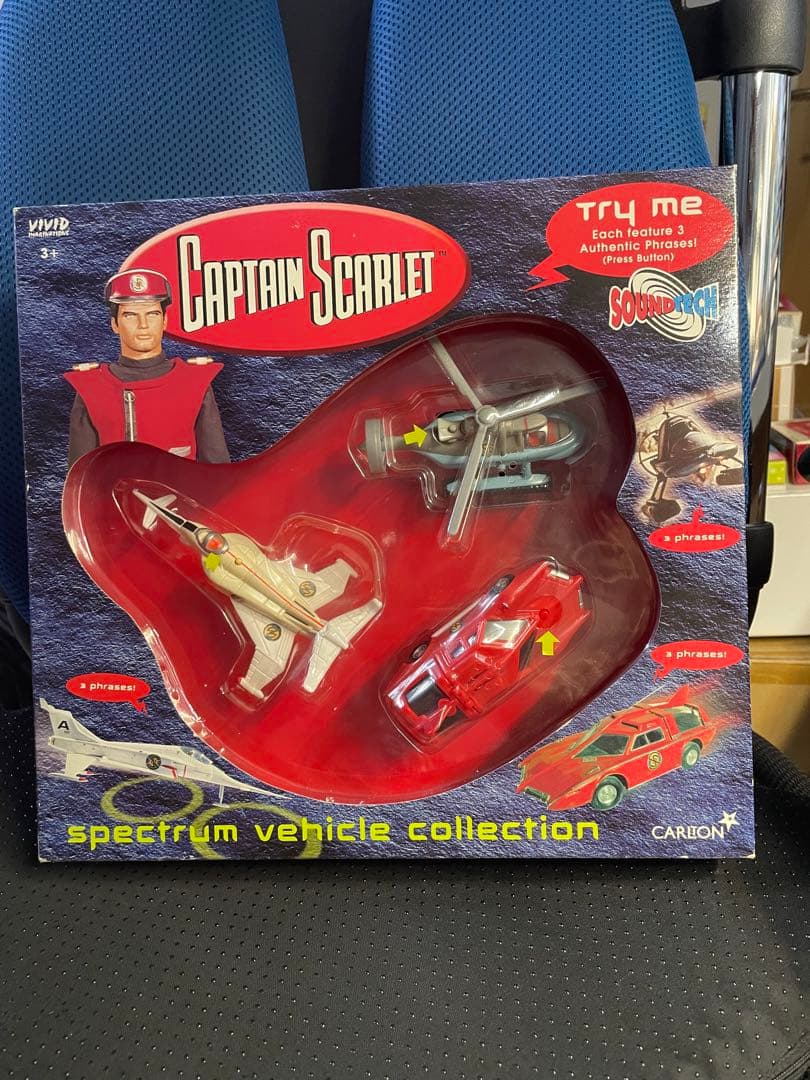 VIVID
IMAGINATIONS
3+
CAPTAIN SCARLET™
Try me
Each feature 3
Authentic Phrases!
(Press Button)
SOUNDTECH
3 phrases!
3 phrases!
3 phrases!
A
spectrum vehicle collection
CARLTON